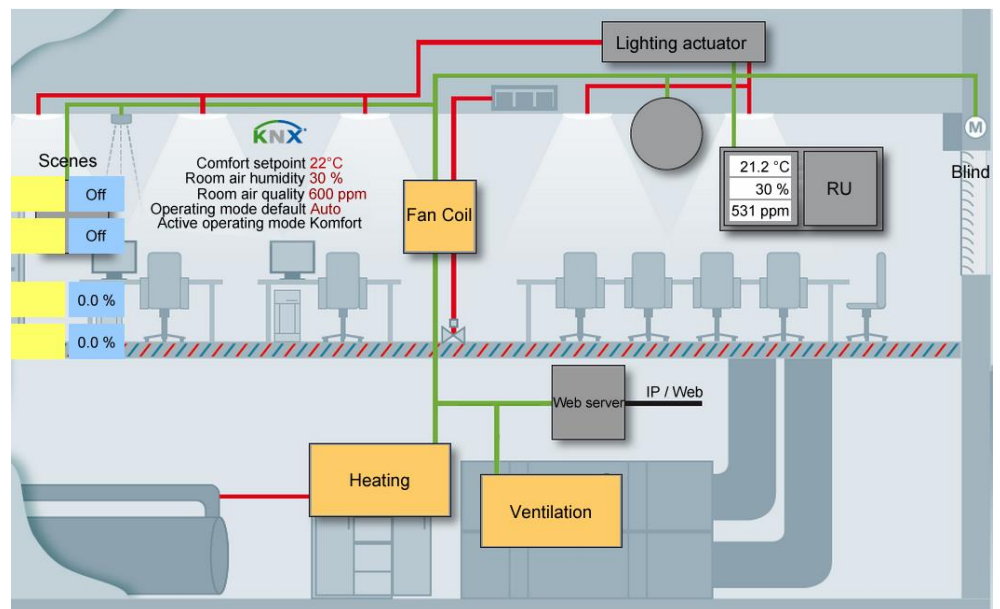 Lighting actuator
KNX
Scenes
Comfort setpoint 22°C
Room air humidity 30 %
Room air quality 600 ppm
Operating mode default Auto
Active operating mode Komfort
Off
Off
0.0 %
0.0 %
Fan Coil
21.2 °C
30 %
531 ppm
RU
M
Blind
Web server
IP / Web
Heating
Ventilation